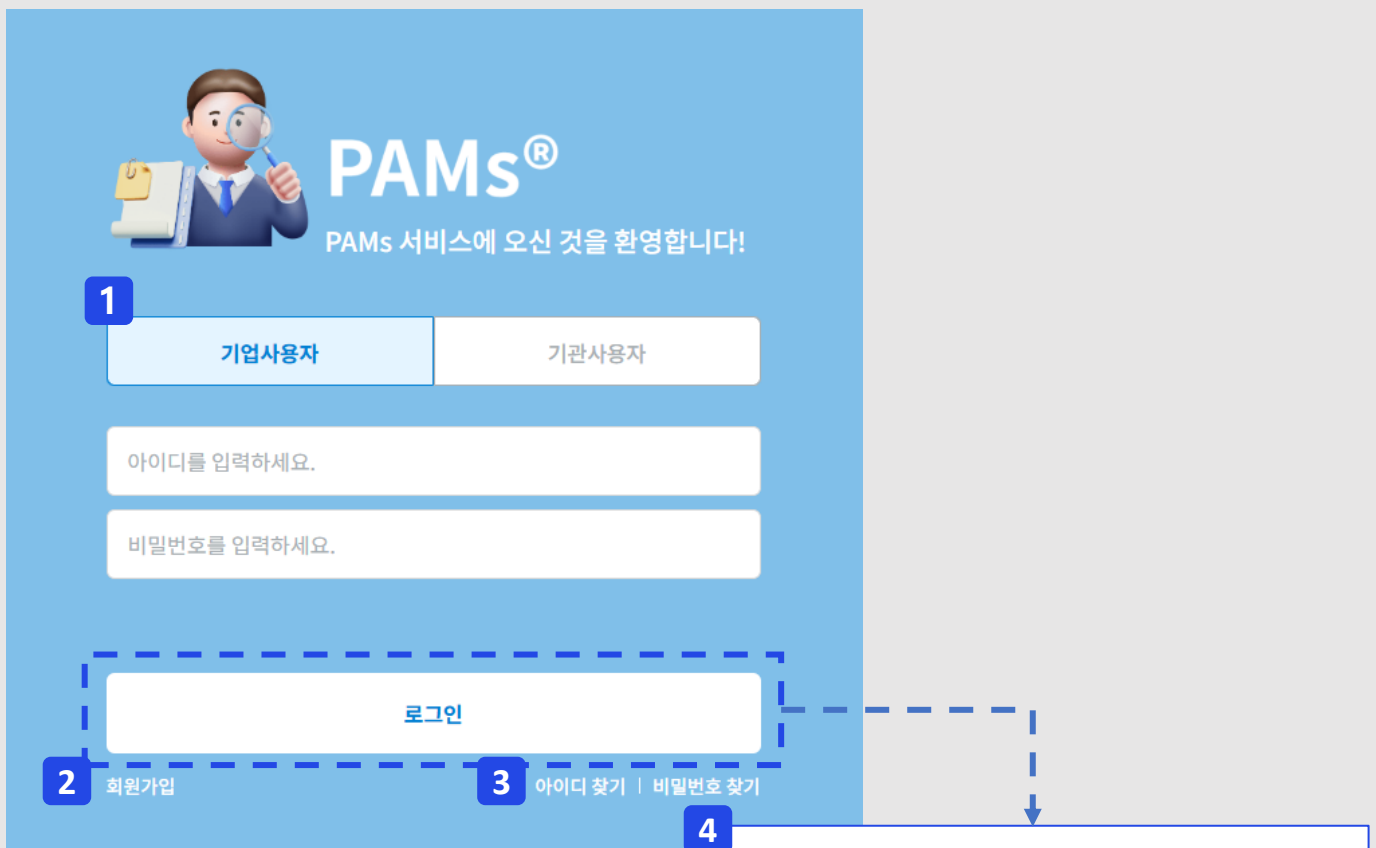 PAMs®
PAMs 서비스에 오신 것을 환영합니다!
1
기업사용자 기관사용자
아이디를 입력하세요.
비밀번호를 입력하세요.
로그인
2 회원가입 3 아이디 찾기 | 비밀번호 찾기
4